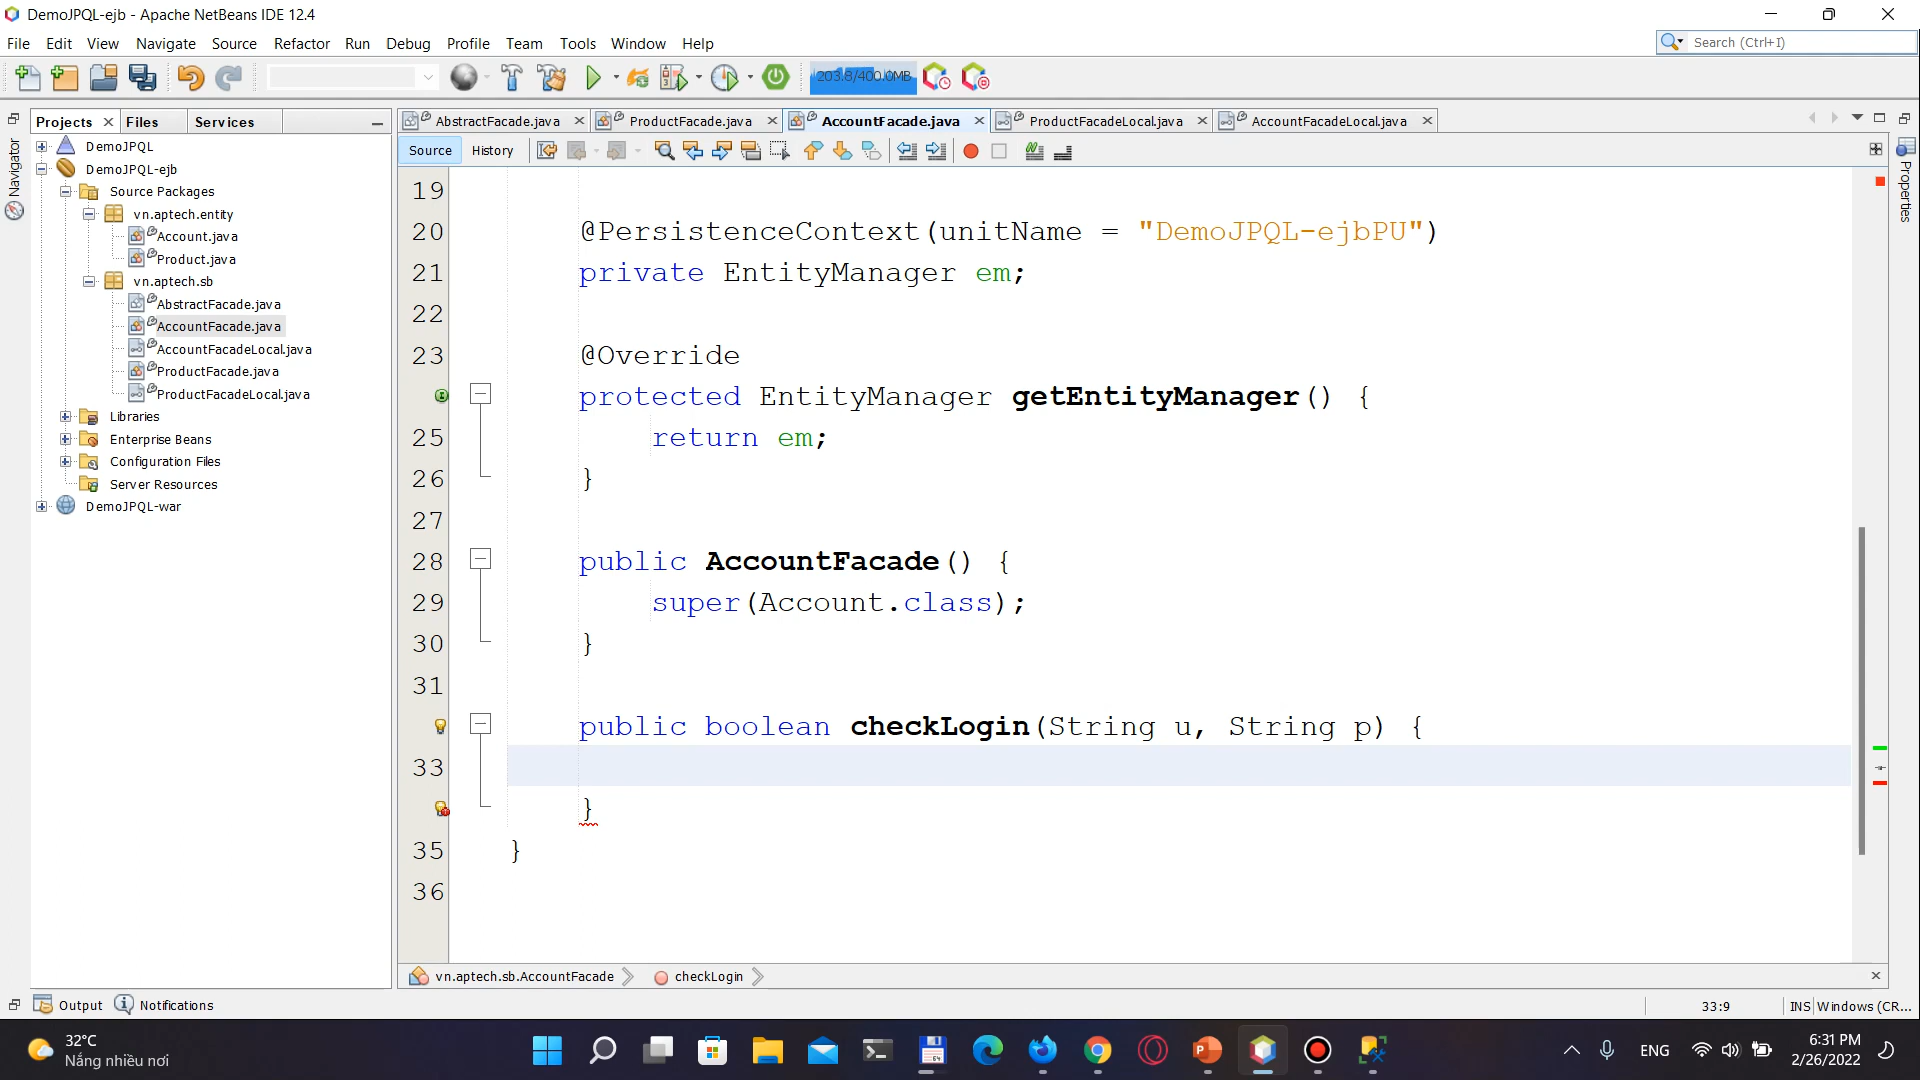 DemoJPQL-ejb - Apache NetBeans IDE 12.4
File Edit View Navigate Source Refactor Run Debug Profile Team Tools Window Help
Search (Ctrl+I)
203.8/400.0MB
Projects Files Services
AbstractFacade.java ProductFacade.java AccountFacade.java ProductFacadeLocal.java AccountFacadeLocal.java
Source History
Navigator
Properties
DemoJPQL
DemoJPQL-ejb
Source Packages
vn.aptech.entity
Account.java
Product.java
vn.aptech.sb
AbstractFacade.java
AccountFacade.java
AccountFacadeLocal.java
ProductFacade.java
ProductFacadeLocal.java
Libraries
Enterprise Beans
Configuration Files
Server Resources
DemoJPQL-war
19
20 @PersistenceContext(unitName = "DemoJPQL-ejbPU")
21 private EntityManager em;
22
23 @Override
protected EntityManager getEntityManager() {
25 return em;
26 }
27
28 public AccountFacade() {
29 super(Account.class);
30 }
31
public boolean checkLogin(String u, String p) {
33
}
35 }
36
vn.aptech.sb.AccountFacade checkLogin
Output Notifications
33:9 INS Windows (CR...
32°C
Nắng nhiều nơi
ENG
6:31 PM
2/26/2022